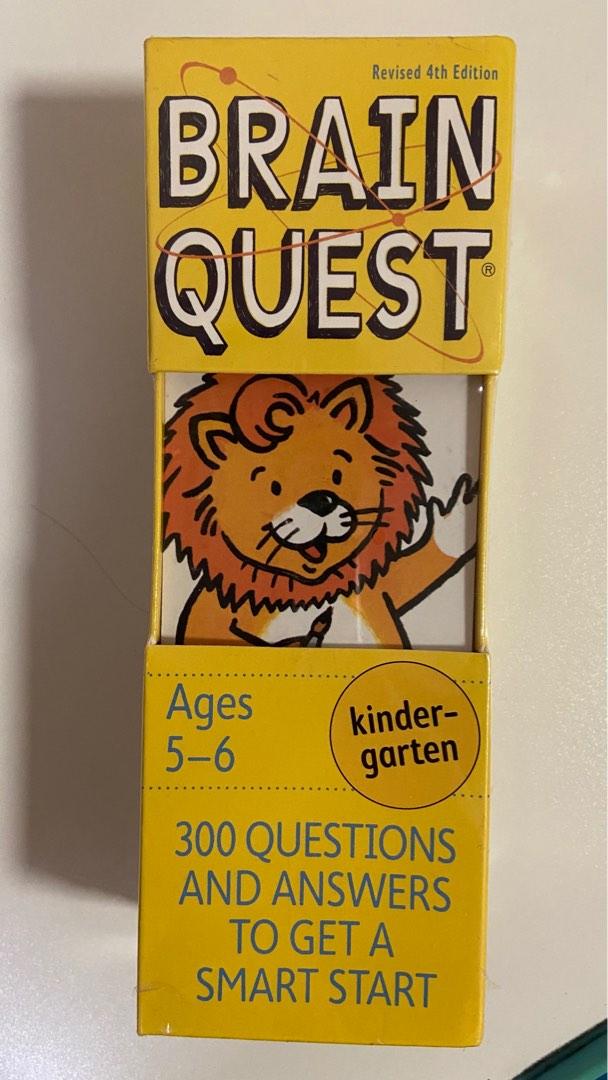 Revised 4th Edition
BRAIN
QUEST®
Ages
5–6
kinder-
garten
300 QUESTIONS
AND ANSWERS
TO GET A
SMART START